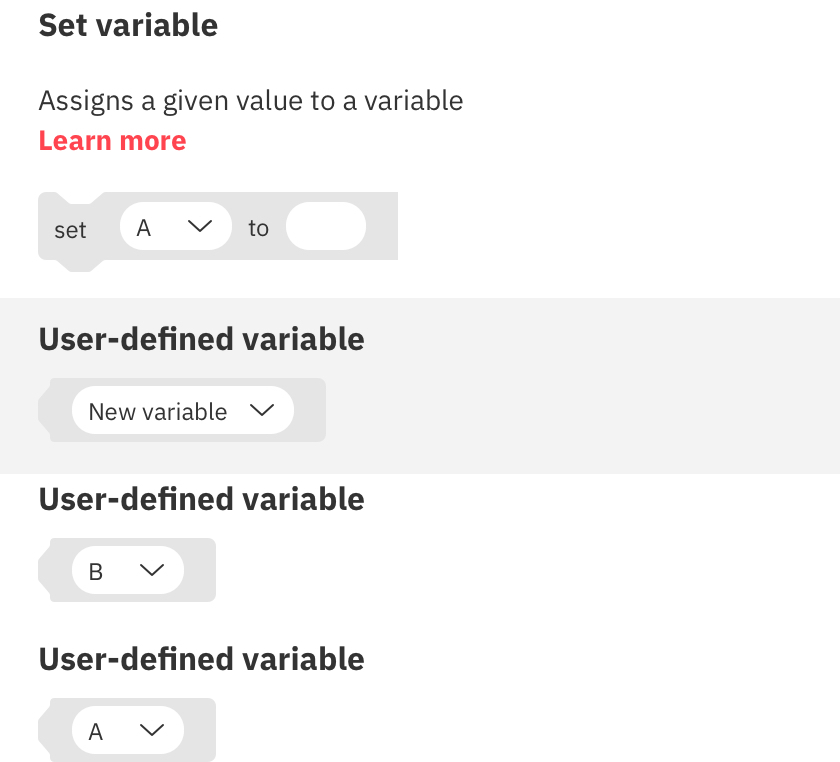 Set variable
Assigns a given value to a variable
Learn more
set A to
User-defined variable
New variable
User-defined variable
B
User-defined variable
A